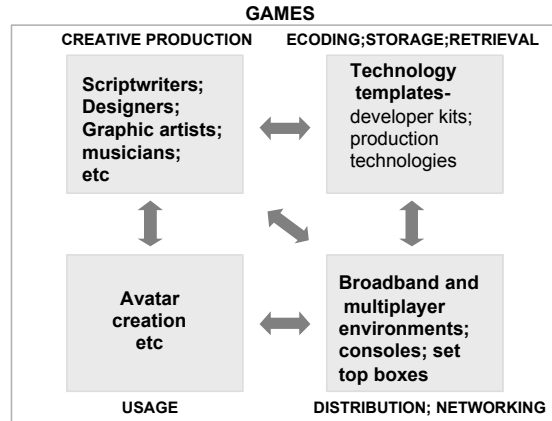 GAMES
CREATIVE PRODUCTION
ECODING;STORAGE;RETRIEVAL
Scriptwriters;
Designers;
Graphic artists;
musicians;
etc
Technology
templates-
developer kits;
production
technologies
Avatar
creation
etc
Broadband and
multiplayer
environments;
consoles; set
top boxes
USAGE
DISTRIBUTION; NETWORKING